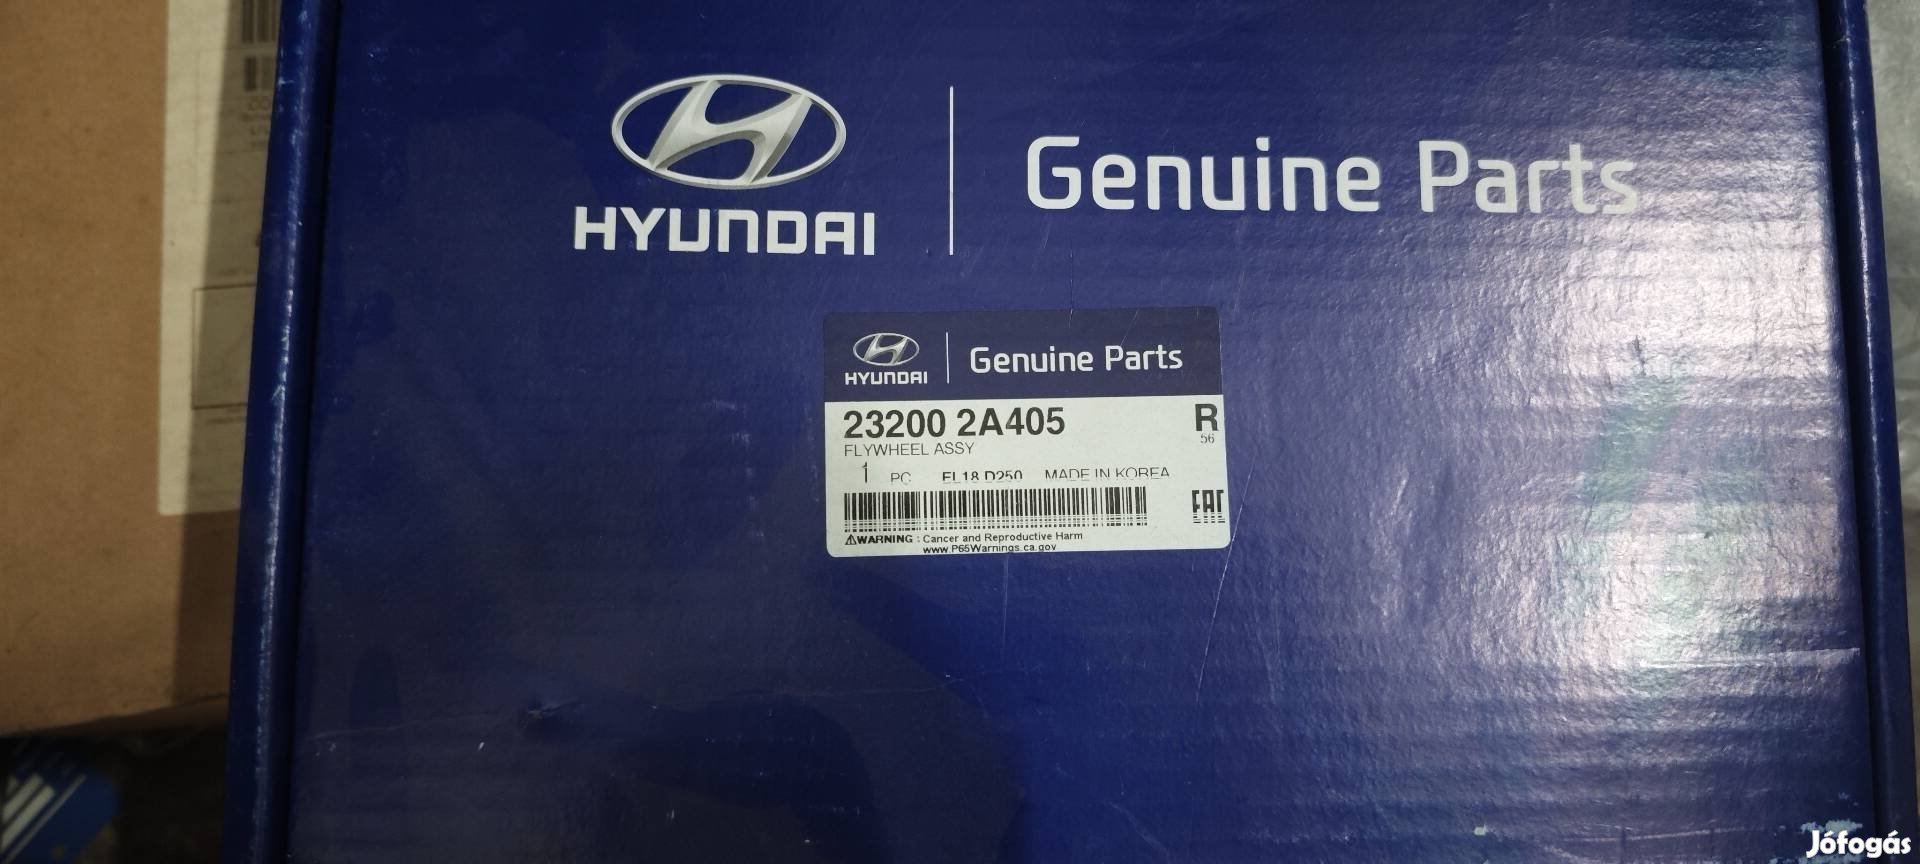 HYUNDAI
Genuine Parts
HYUNDAI
Genuine Parts
23200 2A405
R
56
FLYWHEEL ASSY
1 PC EL18 D250 MADE IN KOREA
EAC
WARNING : Cancer and Reproductive Harm
www.P65Warnings.ca.gov
Jófogás